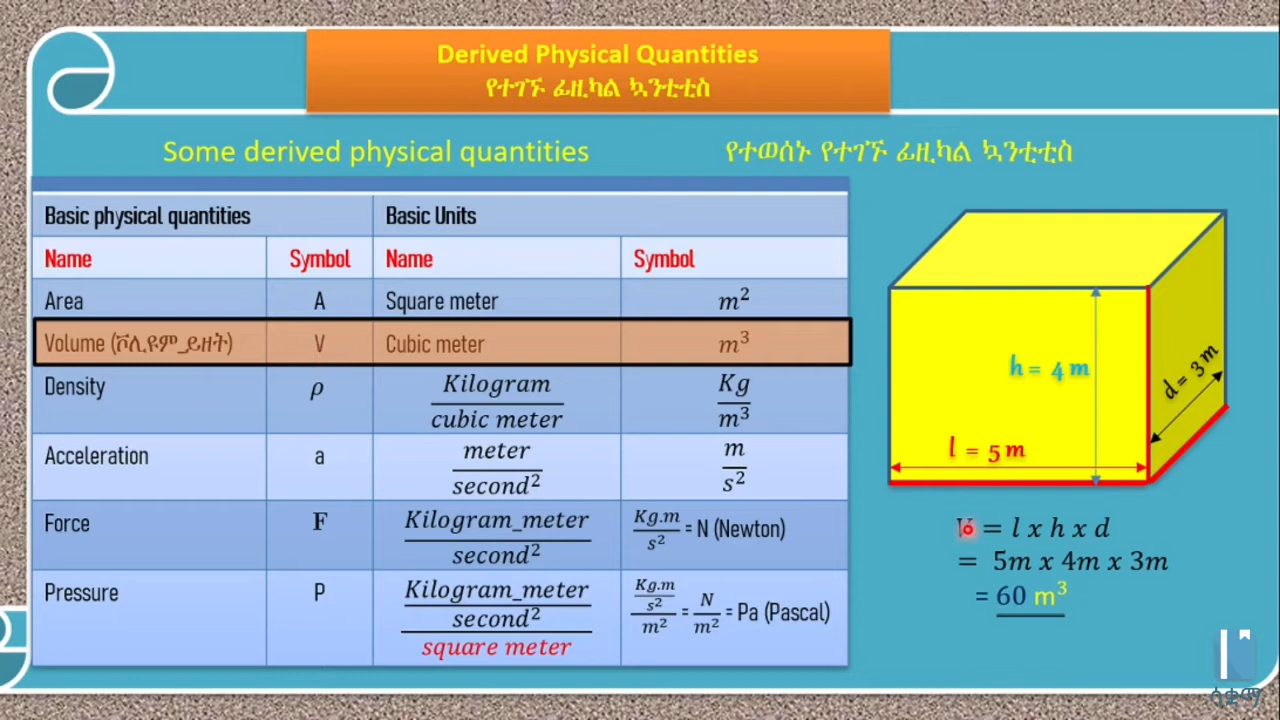 Derived Physical Quantities
የተገኙ ፊዚካል ኳንቲቲስ
Some derived physical quantities
የተወሰኑ የተገኙ ፊዚካል ኳንቲቲስ
Basic physical quantities Basic Units
Name Symbol Name Symbol
Area A Square meter m²
Volume (ቮሊዩም_ይዘት) V Cubic meter m³
Density ρ Kilogram/cubic meter Kg/m³
Acceleration a meter/second² m/s²
Force F Kilogram_meter/second² Kg.m/s² = N (Newton)
Pressure P Kilogram_meter/second²/square meter Kg.m/s²/m² = N/m² = Pa (Pascal)
h = 4 m
d = 3 m
l = 5 m
= l x h x d
= 5m x 4m x 3m
= 60 m³
ሳቂማ